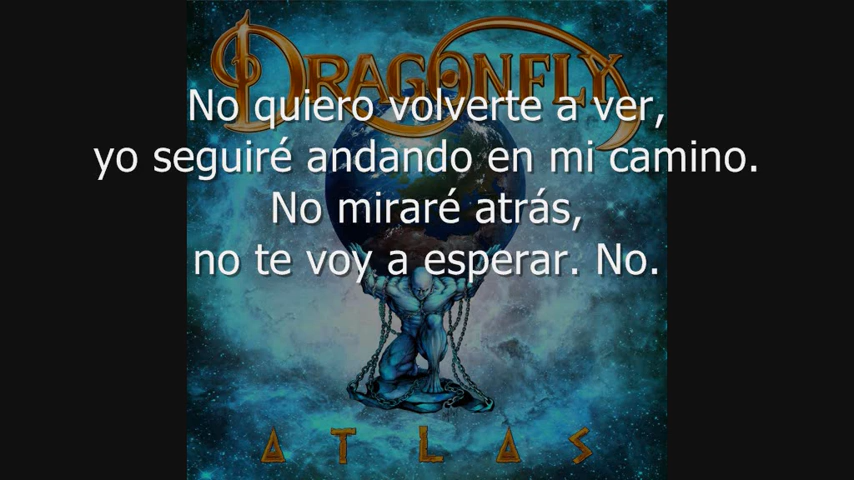 DRAGONFLY
No quiero volverte a ver,
yo seguiré andando en mi camino.
No miraré atrás,
no te voy a esperar. No.
ATLAS